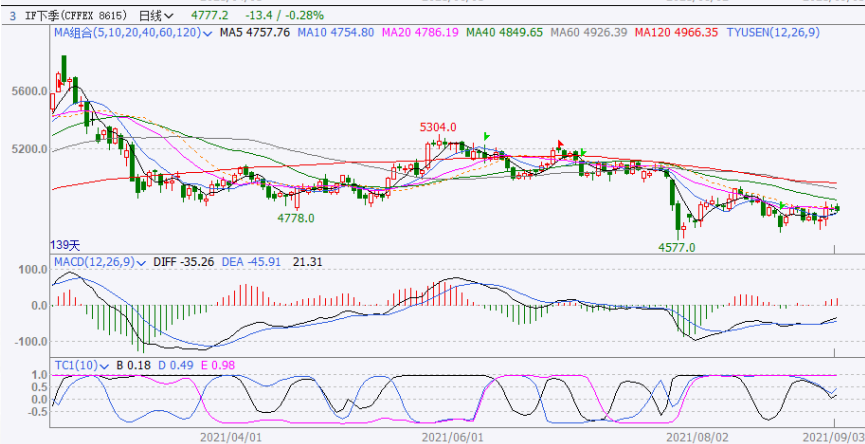 3 IF下季(CFFEX 8615) 日线 4777.2 -13.4 / -0.28%
MA组合(5,10,20,40,60,120) MA5 4757.76 MA10 4754.80 MA20 4786.19 MA40 4849.65 MA60 4926.39 MA120 4966.35 TYUSEN(12,26,9)
5600.0
5304.0
5200.0
4778.0
4577.0
139天
MACD(12,26,9) DIFF -35.26 DEA -45.91 21.31
100.0
0.0
-100.0
TC1(10) B 0.18 D 0.49 E 0.98
1.0
0.5
0.0
-0.5
2021/04/01 2021/06/01 2021/08/02 2021/09/03